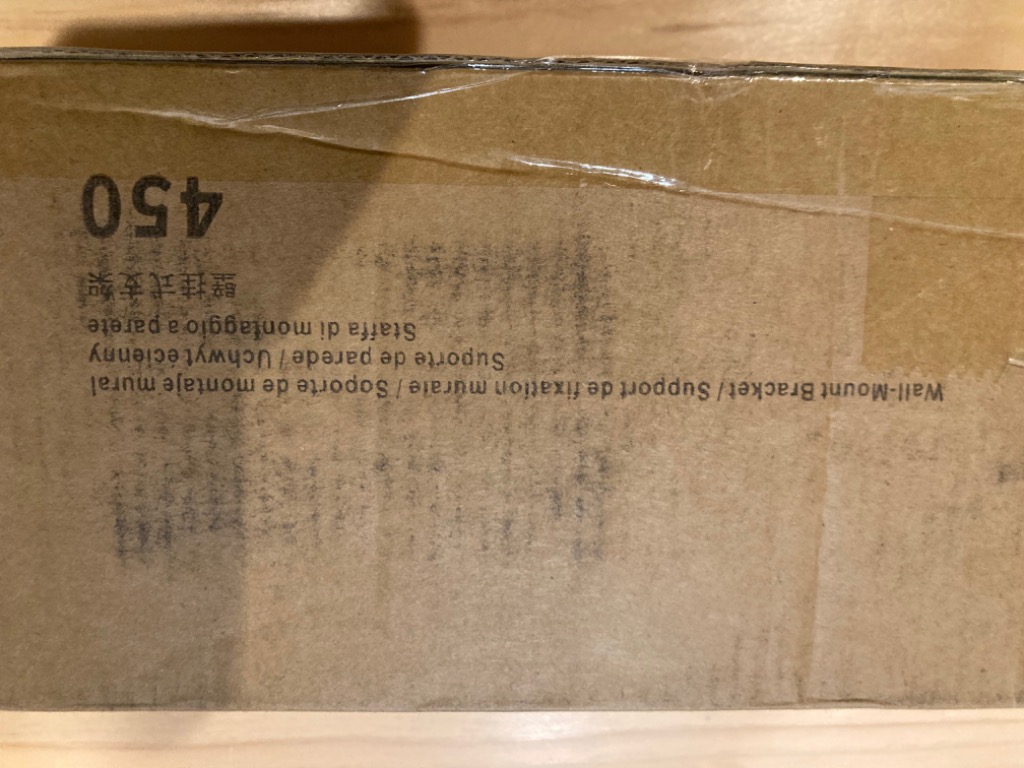 Wall-Mount Bracket / Support de fixation murale / Soporte de montaje mural
Suporte de parede / Uchwyt ścienny
Staffa di montaggio a parete
壁挂式支架
450